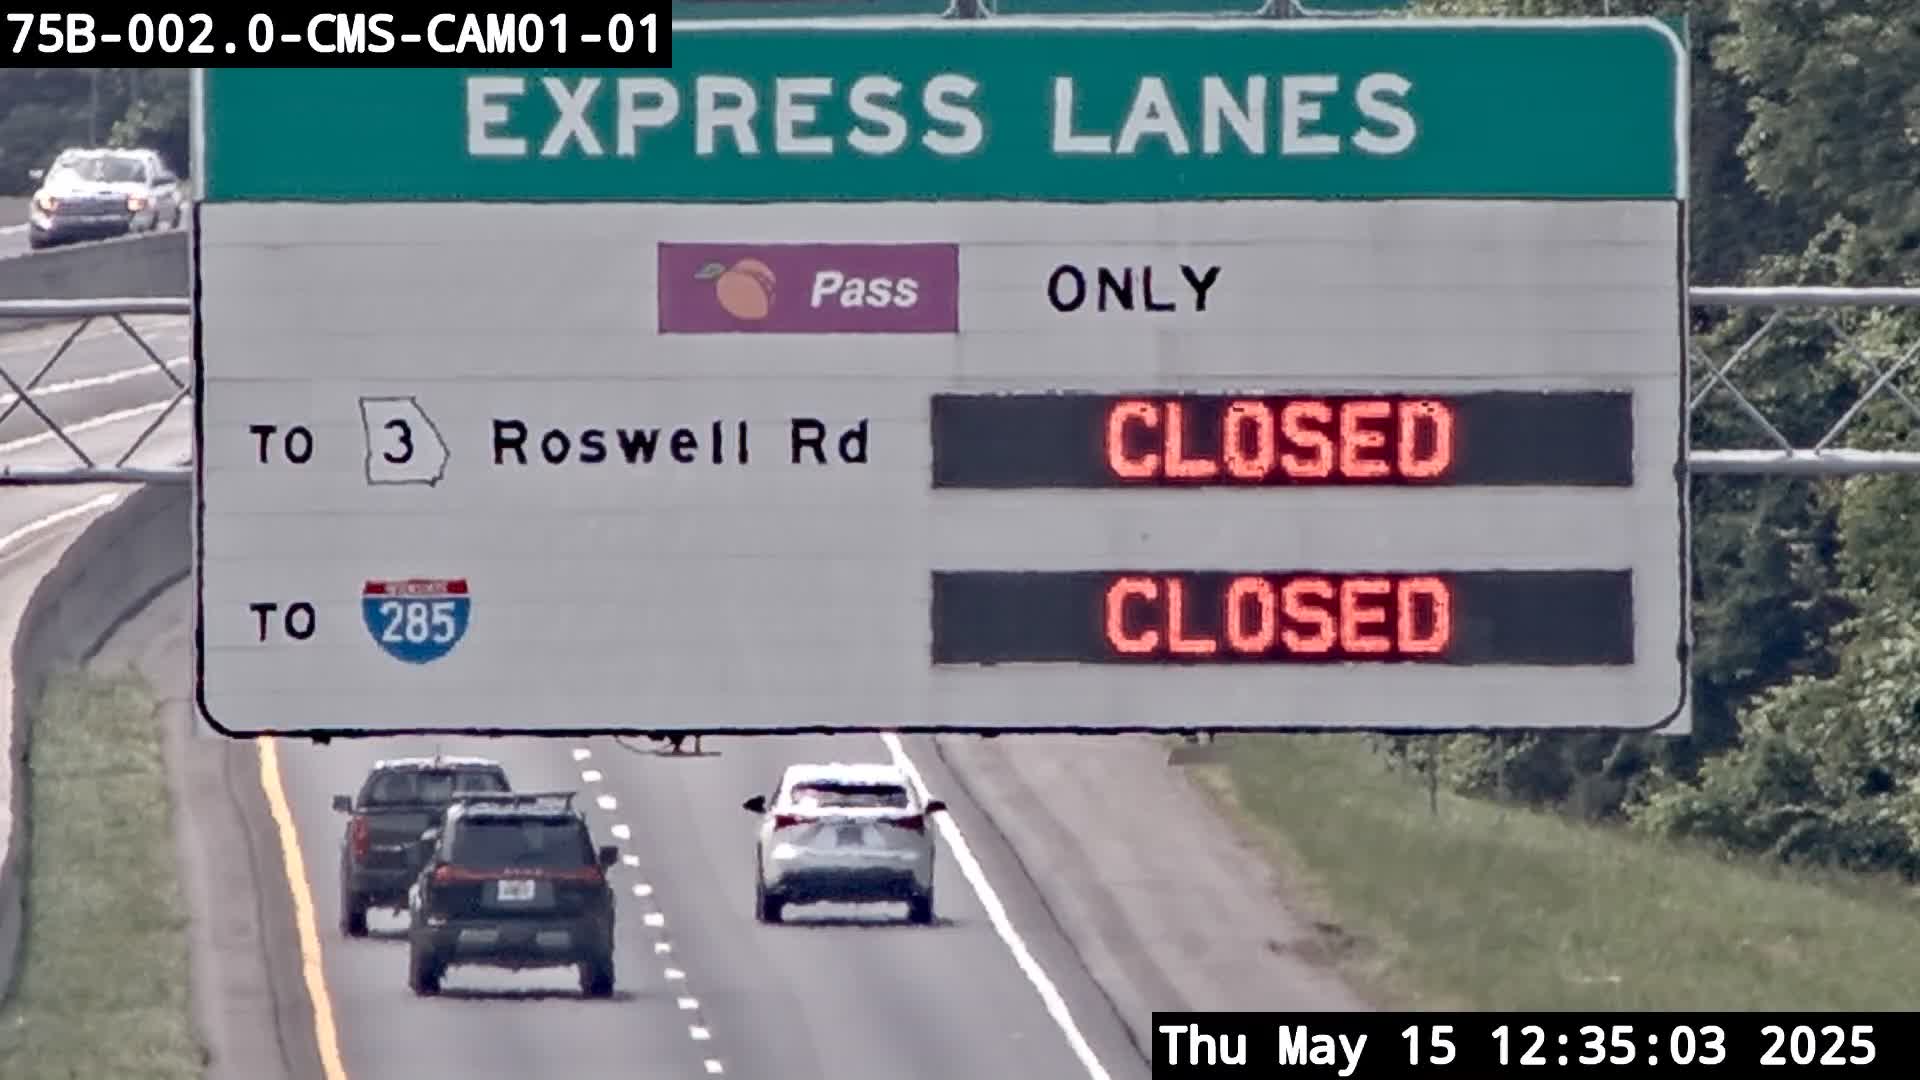 75B-002.0-CMS-CAM01-01
EXPRESS LANES
Pass ONLY
TO 3 Roswell Rd CLOSED
TO 285 CLOSED
Thu May 15 12:35:03 2025